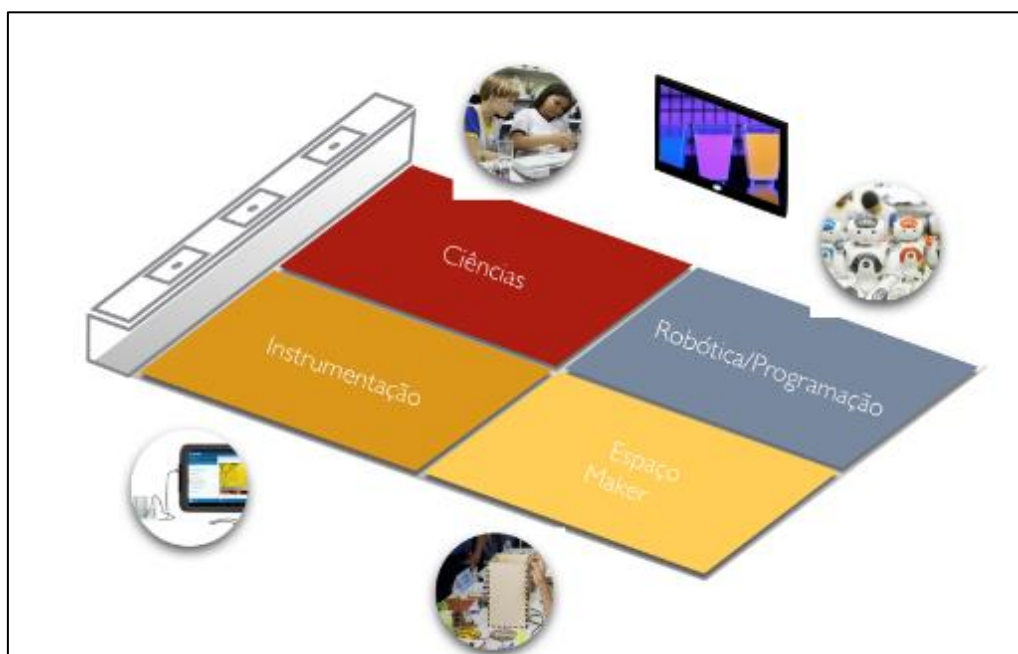 Ciências
Robótica/Programação
Instrumentação
Espaço
Maker